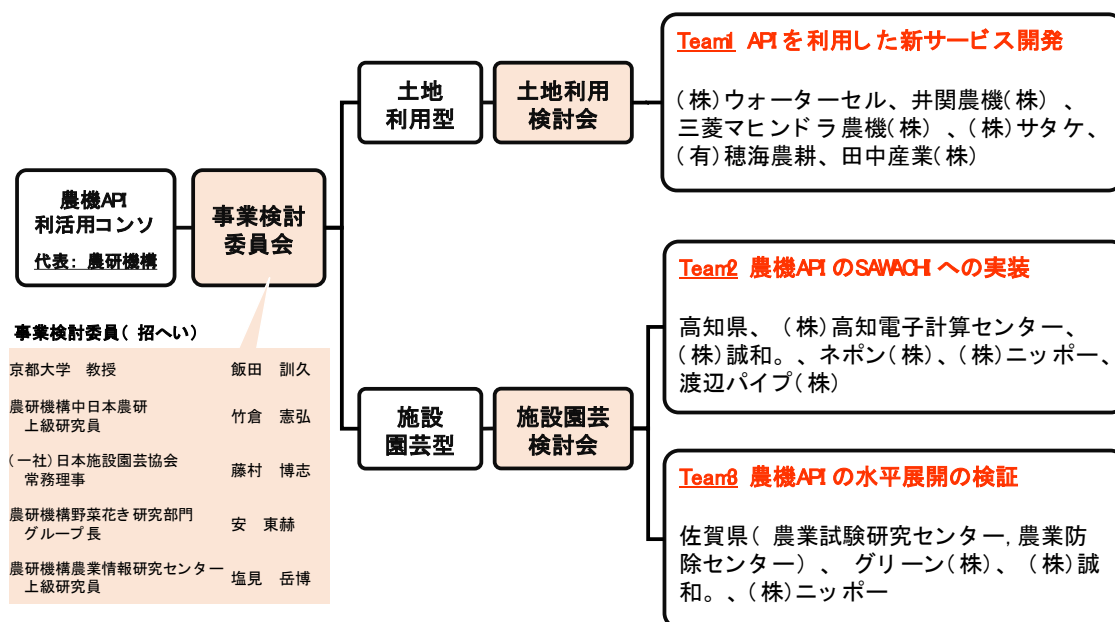 農機API
利活用コンソ
代表：農研機構
事業検討
委員会
土地
利用型
土地利用
検討会
Team1 APIを利用した新サービス開発
(株)ウォーターセル、井関農機(株)、
三菱マヒンドラ農機(株)、(株)サタケ、
(有)穂海農耕、田中産業(株)
施設
園芸型
施設園芸
検討会
Team2 農機APIのSAWACHIへの実装
高知県、(株)高知電子計算センター、
(株)誠和。、ネポン(株)、(株)ニッポー、
渡辺パイプ(株)
Team3 農機APIの水平展開の検証
佐賀県(農業試験研究センター,農業防
除センター)、グリーン(株)、(株)誠
和。、(株)ニッポー
事業検討委員(招へい)
京都大学 教授 飯田 訓久
農研機構中日本農研
上級研究員 竹倉 憲弘
(一社)日本施設園芸協会
常務理事 藤村 博志
農研機構野菜花き研究部門
グループ長 安 東赫
農研機構農業情報研究センター
上級研究員 塩見 岳博